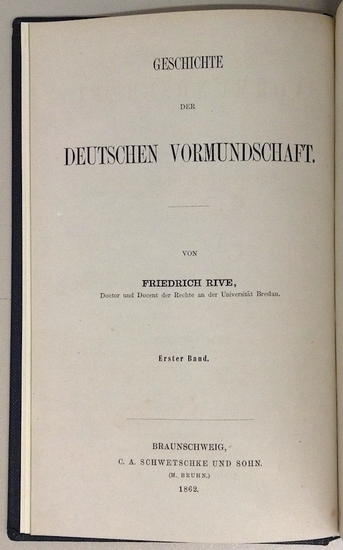 GESCHICHTE
DER
DEUTSCHEN VORMUNDSCHAFT.
VON
FRIEDRICH RIVE,
Doctor und Docent der Rechte an der Universität Breslau.
Erster Band.
BRAUNSCHWEIG,
C. A. SCHWETSCHKE UND SOHN.
(M. BRUHN.)
1862.